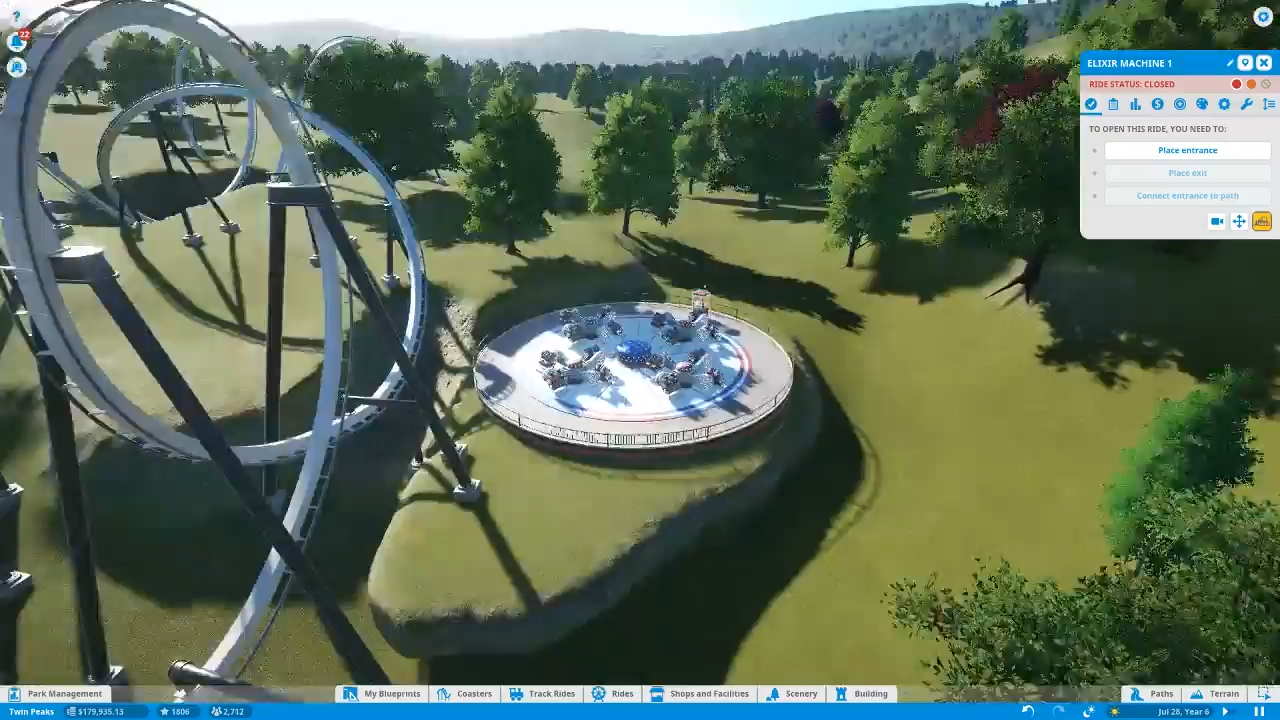 ?
22
ELIXIR MACHINE 1
RIDE STATUS: CLOSED
TO OPEN THIS RIDE, YOU NEED TO:
Place entrance
Place exit
Connect entrance to path
Park Management
My Blueprints
Coasters
Track Rides
Rides
Shops and Facilities
Scenery
Building
Paths
Terrain
Twin Peaks
$179,935.13
1806
2,712
Jul 28, Year 6